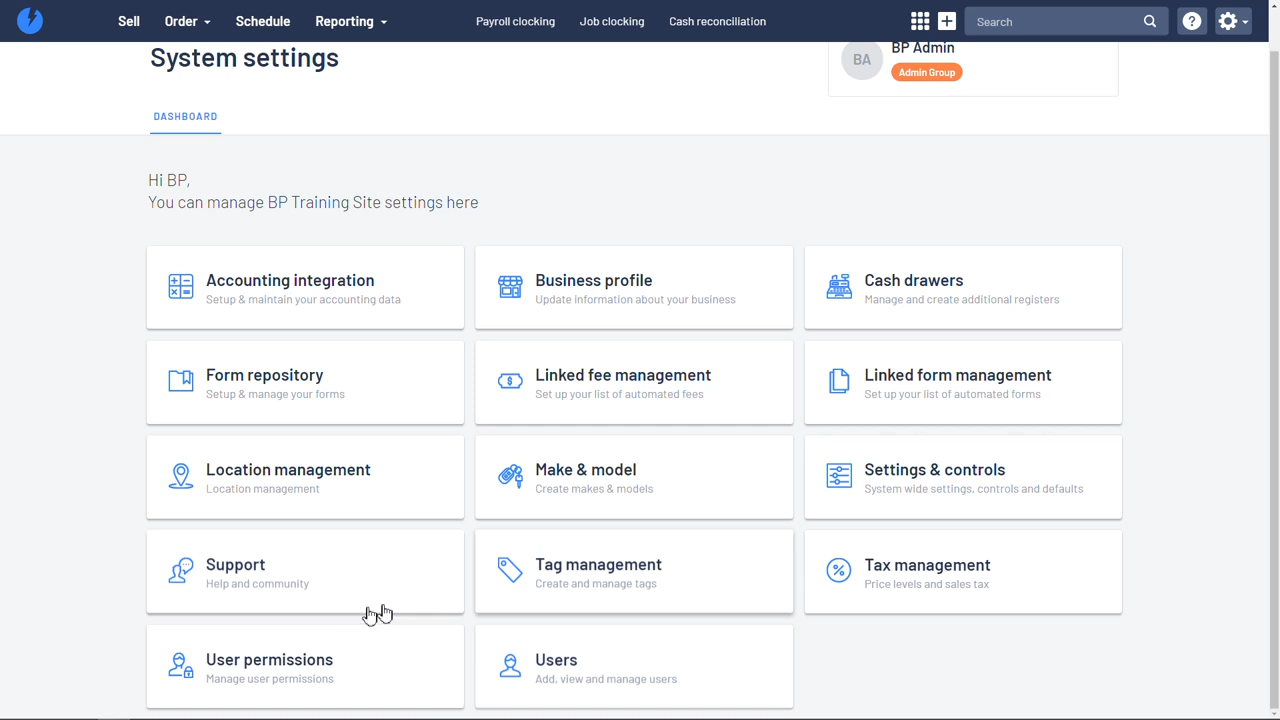 Sell Order Schedule Reporting Payroll clocking Job clocking Cash reconciliation Search
System settings
BA
BP Admin
Admin Group
DASHBOARD
Hi BP,
You can manage BP Training Site settings here
Accounting integration
Setup & maintain your accounting data
Business profile
Update information about your business
Cash drawers
Manage and create additional registers
Form repository
Setup & manage your forms
Linked fee management
Set up your list of automated fees
Linked form management
Set up your list of automated forms
Location management
Location management
Make & model
Create makes & models
Settings & controls
System wide settings, controls and defaults
Support
Help and community
Tag management
Create and manage tags
Tax management
Price levels and sales tax
User permissions
Manage user permissions
Users
Add, view and manage users